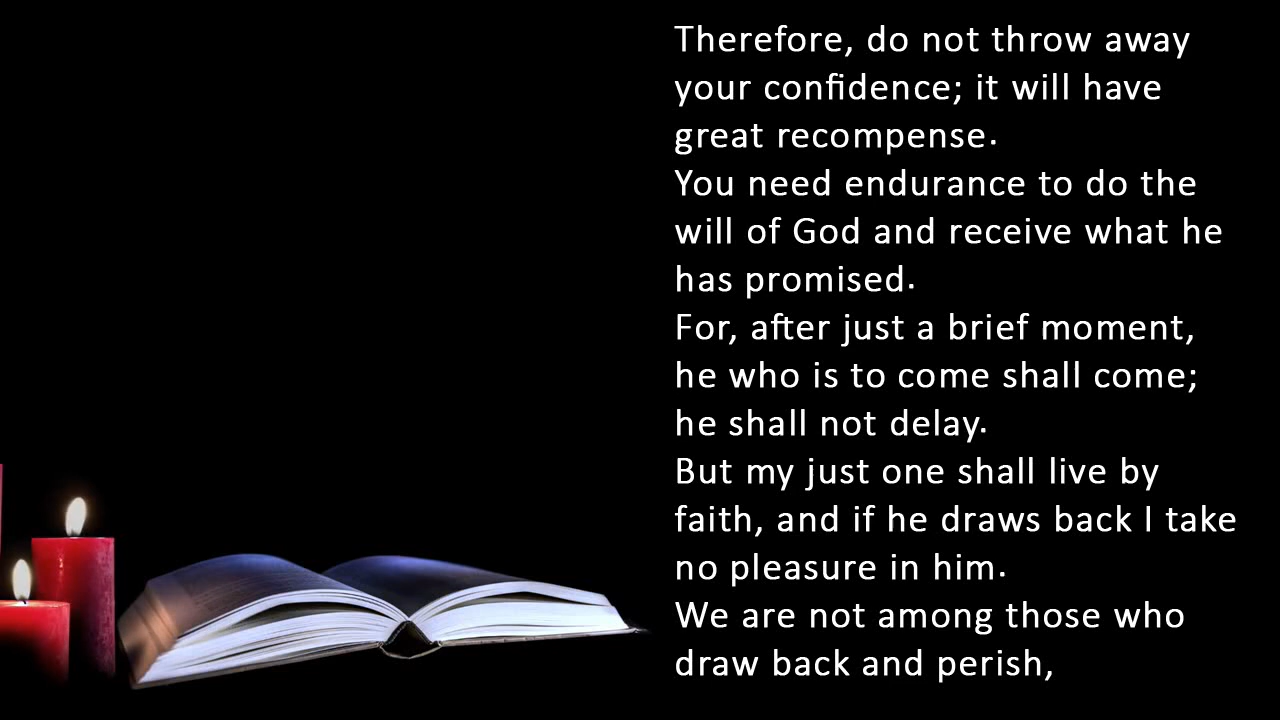 Therefore, do not throw away
your confidence; it will have
great recompense.
You need endurance to do the
will of God and receive what he
has promised.
For, after just a brief moment,
he who is to come shall come;
he shall not delay.
But my just one shall live by
faith, and if he draws back I take
no pleasure in him.
We are not among those who
draw back and perish,